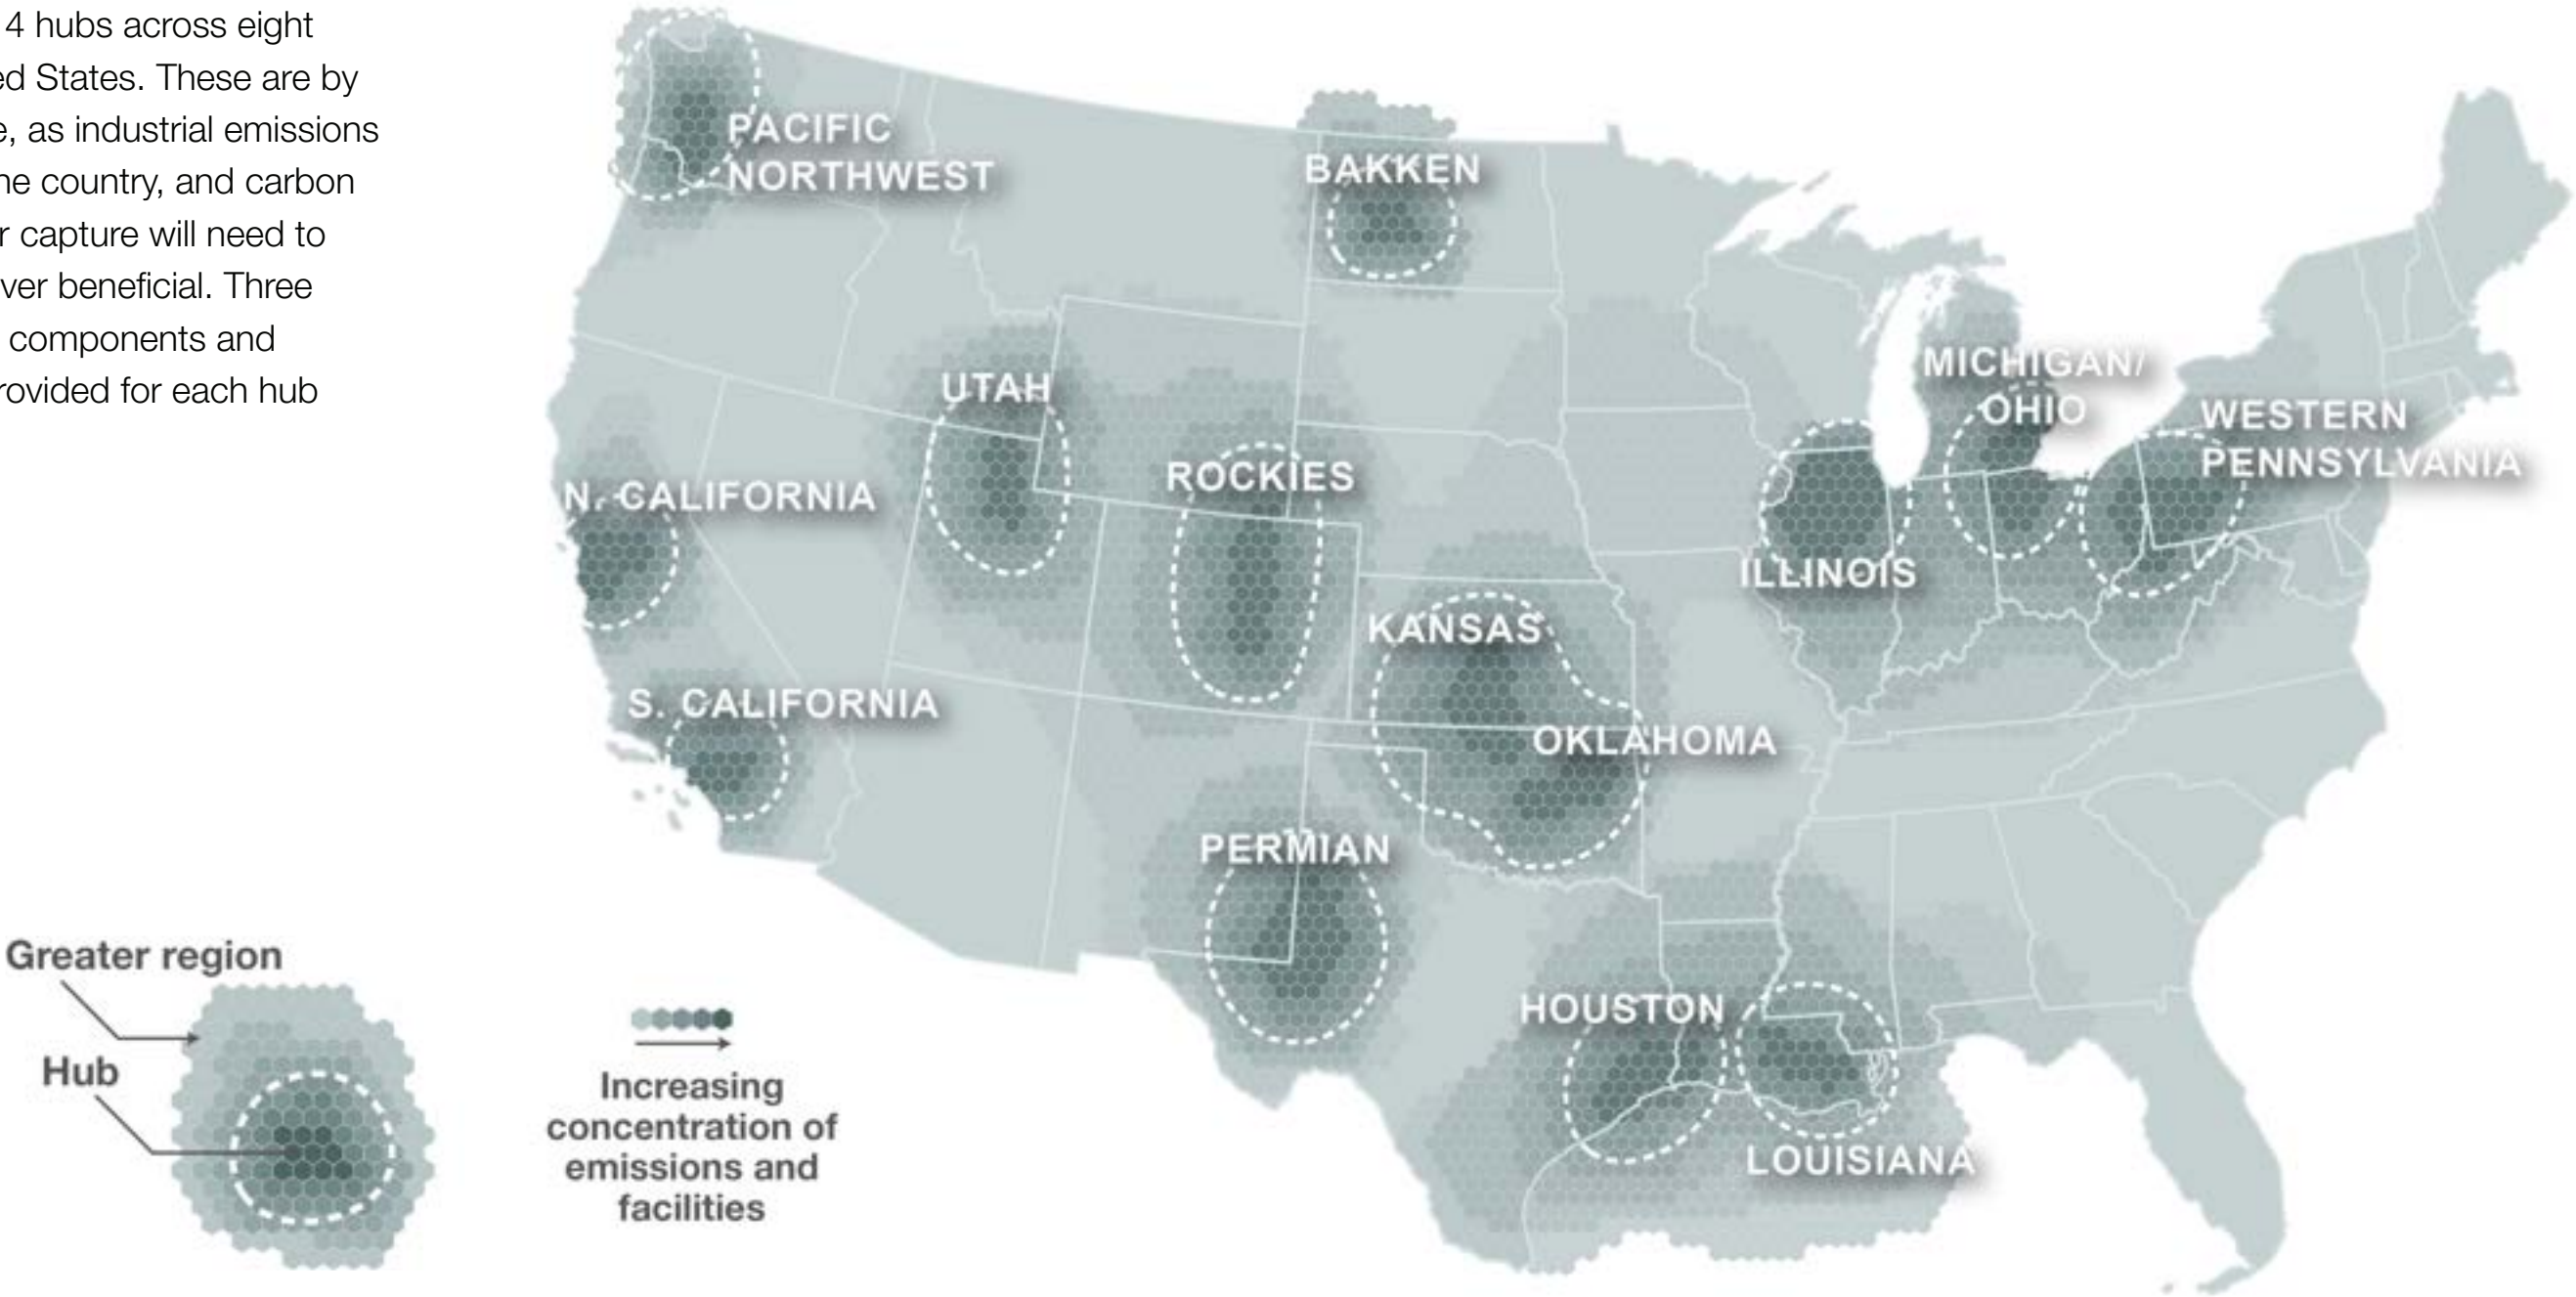 4 hubs across eight
ed States. These are by
e, as industrial emissions
he country, and carbon
r capture will need to
ver beneficial. Three
components and
rovided for each hub
PACIFIC
NORTHWEST
BAKKEN
UTAH
ROCKIES
N. CALIFORNIA
S. CALIFORNIA
KANSAS
OKLAHOMA
PERMIAN
HOUSTON
LOUISIANA
ILLINOIS
MICHIGAN/
OHIO
WESTERN
PENNSYLVANIA
Greater region
Hub
Increasing
concentration of
emissions and
facilities